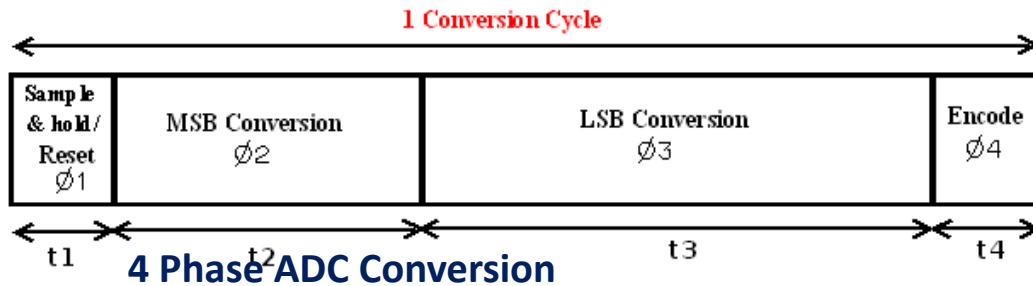 1 Conversion Cycle
Sample
& hold/
Reset
Ø1
MSB Conversion
Ø2
LSB Conversion
Ø3
Encode
Ø4
t1
t2
t3
t4
4 Phase ADC Conversion